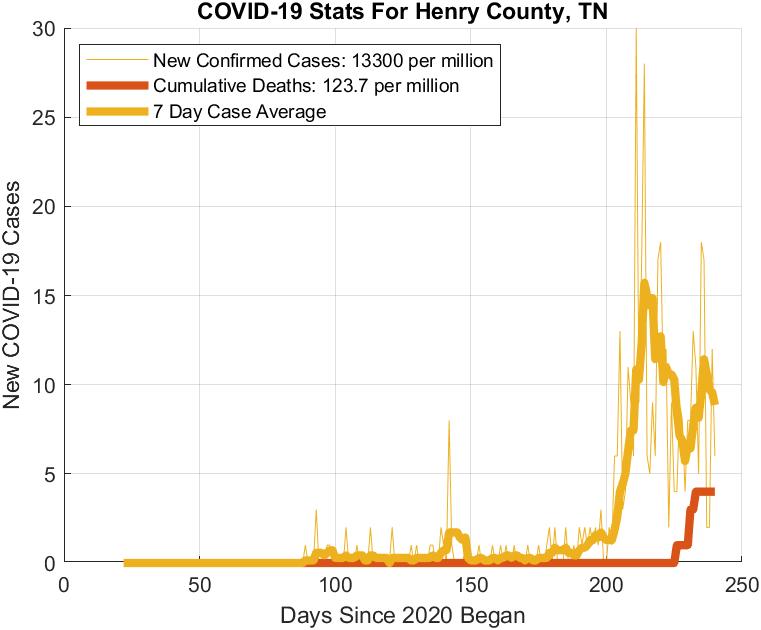 COVID-19 Stats For Henry County, TN
New Confirmed Cases: 13300 per million
Cumulative Deaths: 123.7 per million
7 Day Case Average
New COVID-19 Cases
30
25
20
15
10
5
0
0 50 100 150 200 250
Days Since 2020 Began